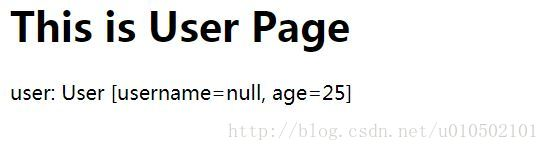 This is User Page
user: User [username=null, age=25]
http://blog.csdn.net/u010502101